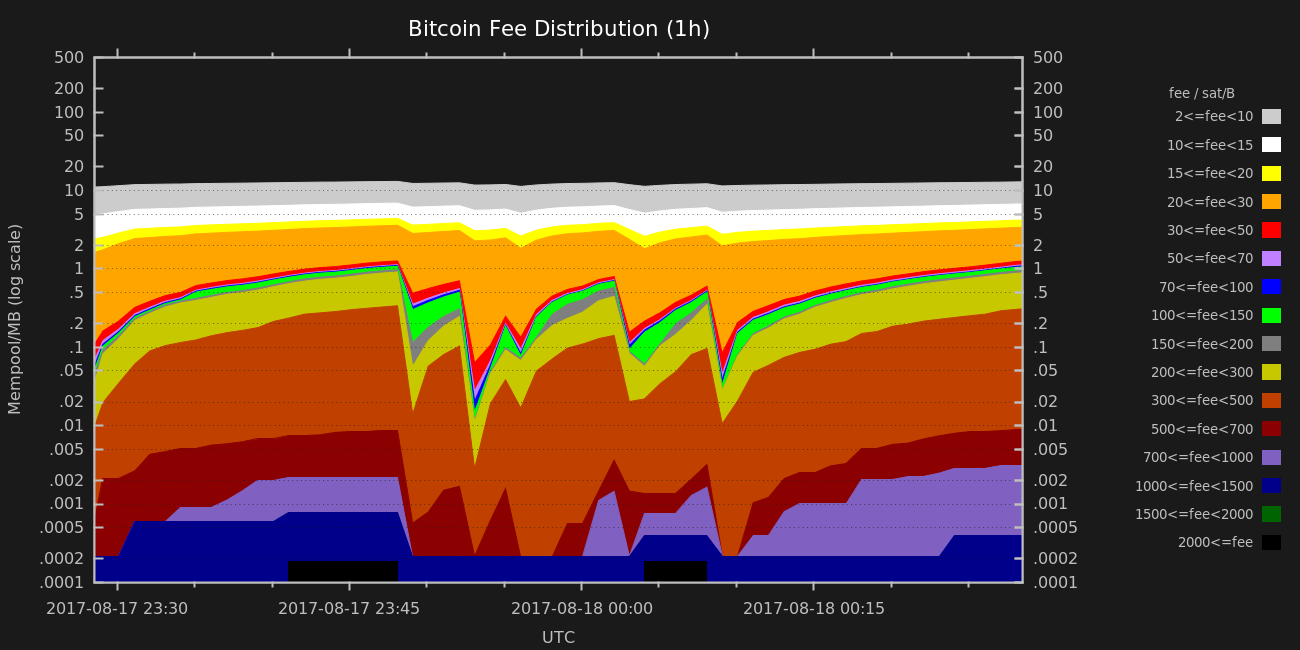 Bitcoin Fee Distribution (1h)
500 500
200 200
100 100
50 50
20 20
10 10
5 5
2 2
1 1
.5 .5
.2 .2
.1 .1
.05 .05
.02 .02
.01 .01
.005 .005
.002 .002
.001 .001
.0005 .0005
.0002 .0002
.0001 .0001
Mempool/MB (log scale)
2017-08-17 23:30 2017-08-17 23:45 2017-08-18 00:00 2017-08-18 00:15
UTC
fee / sat/B
2<=fee<10
10<=fee<15
15<=fee<20
20<=fee<30
30<=fee<50
50<=fee<70
70<=fee<100
100<=fee<150
150<=fee<200
200<=fee<300
300<=fee<500
500<=fee<700
700<=fee<1000
1000<=fee<1500
1500<=fee<2000
2000<=fee